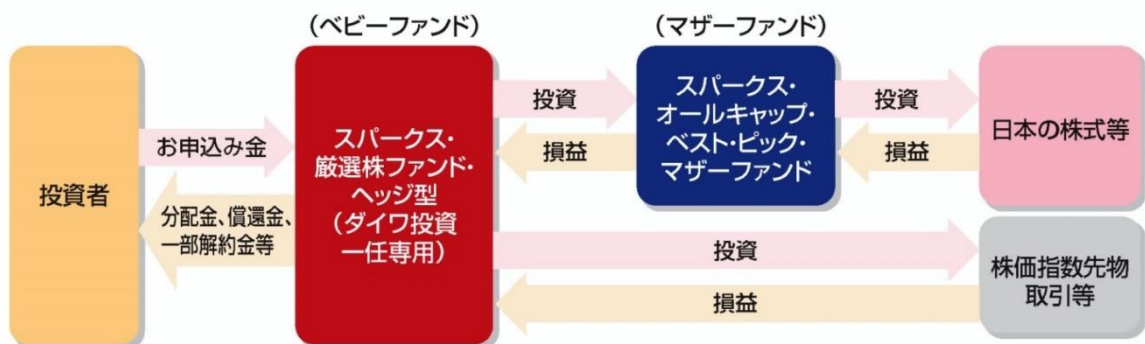 (ベビーファンド)
(マザーファンド)
投資者
お申込み金
分配金、償還金、
一部解約金等
スパークス・
厳選株ファンド・
ヘッジ型
(ダイワ投資
一任専用)
投資
損益
スパークス・
オールキャップ・
ベスト・ピック・
マザーファンド
投資
損益
日本の株式等
投資
損益
株価指数先物
取引等